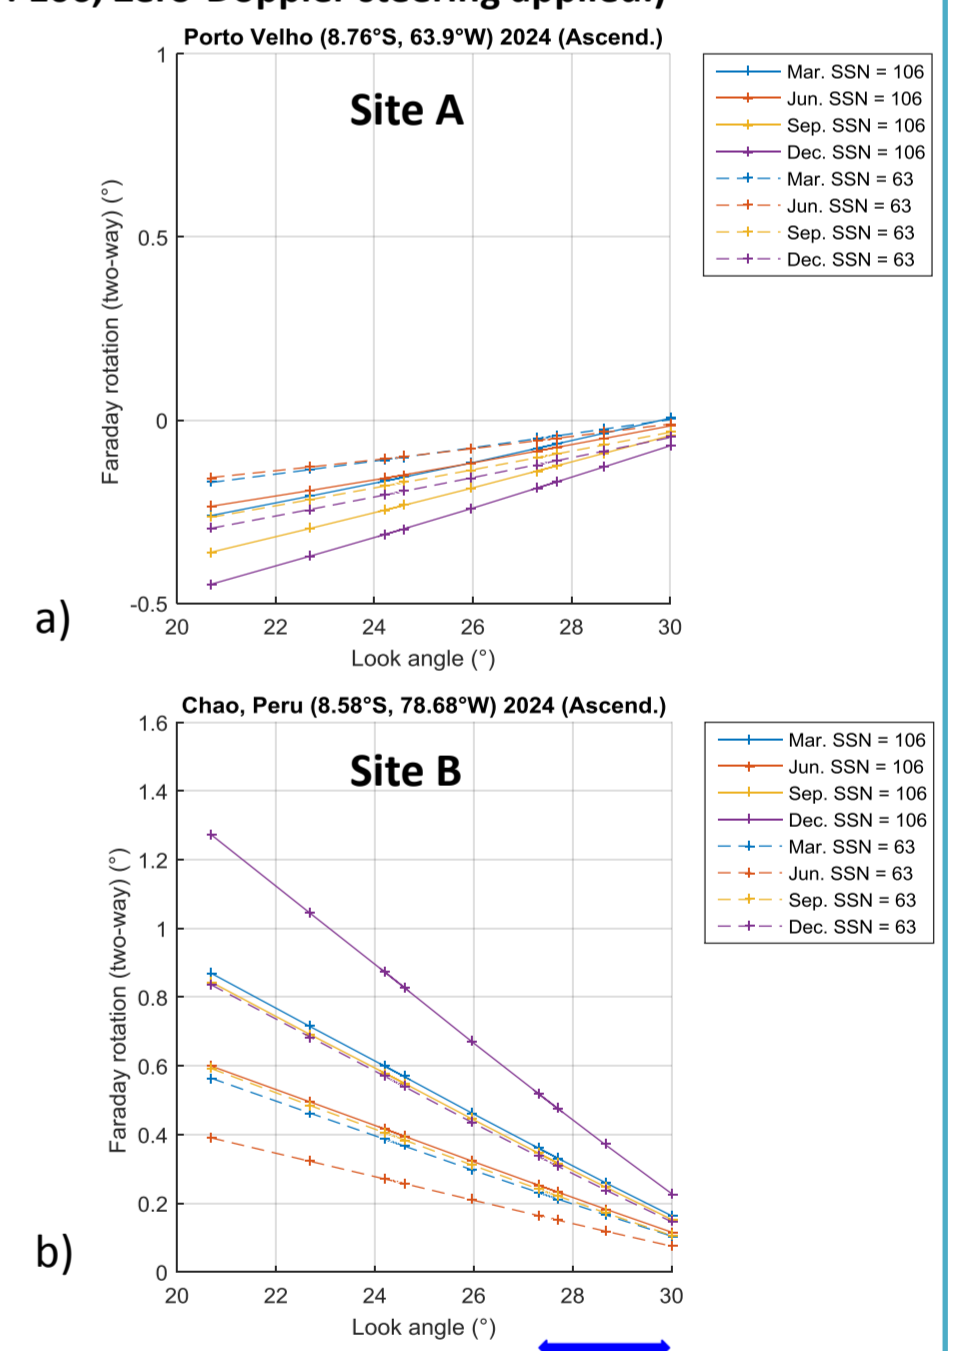 Zero-Doppler steering applied.)
Porto Velho (8.76°S, 63.9°W) 2024 (Ascend.)
Site A
1
0.5
0
-0.5
Faraday rotation (two-way) (°)
20 22 24 26 28 30
Look angle (°)
Mar. SSN = 106
Jun. SSN = 106
Sep. SSN = 106
Dec. SSN = 106
Mar. SSN = 63
Jun. SSN = 63
Sep. SSN = 63
Dec. SSN = 63
a)
Chao, Peru (8.58°S, 78.68°W) 2024 (Ascend.)
Site B
1.6
1.4
1.2
1
0.8
0.6
0.4
0.2
0
Faraday rotation (two-way) (°)
20 22 24 26 28 30
Look angle (°)
Mar. SSN = 106
Jun. SSN = 106
Sep. SSN = 106
Dec. SSN = 106
Mar. SSN = 63
Jun. SSN = 63
Sep. SSN = 63
Dec. SSN = 63
b)